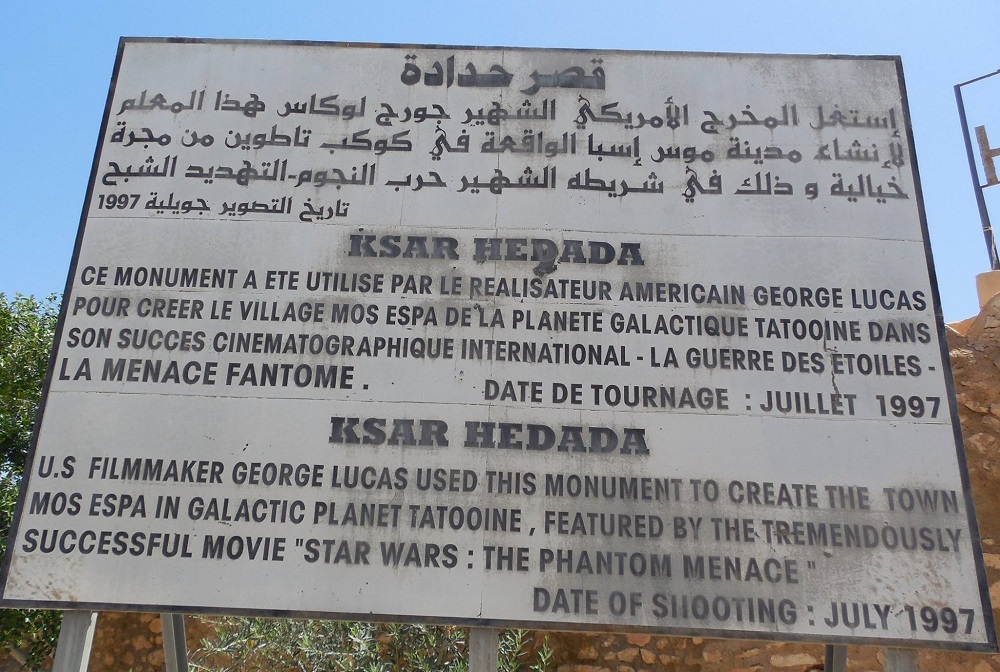 قصر حدادة
إستغل المخرج الأمريكي الشهير جورج لوكاس هذا المعلم
لإنشاء مدينة موس إسبا الواقعة في كوكب تاطوين من مجرة
خيالية و ذلك في شريطه الشهير حرب النجوم-التهديد الشبح
تاريخ التصوير جويلية 1997
KSAR HEDADA
CE MONUMENT A ETE UTILISE PAR LE REALISATEUR AMERICAIN GEORGE LUCAS
POUR CREER LE VILLAGE MOS ESPA DE LA PLANETE GALACTIQUE TATOOINE DANS
SON SUCCES CINEMATOGRAPHIQUE INTERNATIONAL - LA GUERRE DES ETOILES -
LA MENACE FANTOME .
DATE DE TOURNAGE : JUILLET 1997
KSAR HEDADA
U.S FILMMAKER GEORGE LUCAS USED THIS MONUMENT TO CREATE THE TOWN
MOS ESPA IN GALACTIC PLANET TATOOINE , FEATURED BY THE TREMENDOUSLY
SUCCESSFUL MOVIE "STAR WARS : THE PHANTOM MENACE "
DATE OF SHOOTING : JULY 1997